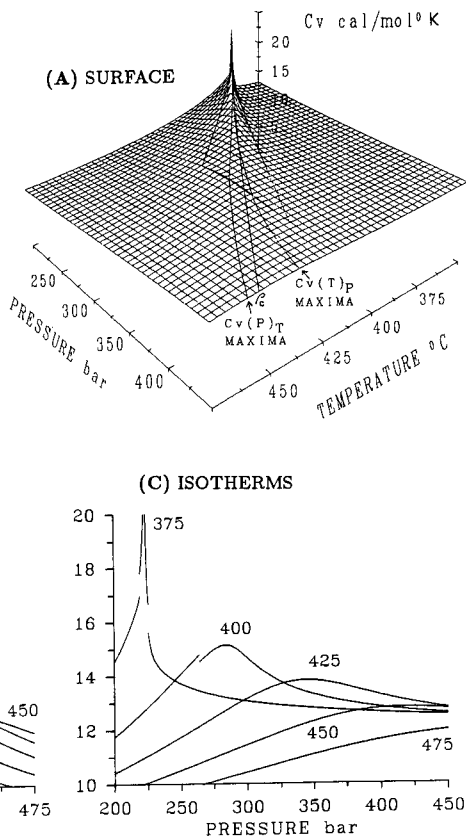 Cv cal/mol° K
20
15
(A) SURFACE
250
300
350
400
PRESSURE bar
ρc
Cv(P)T
MAXIMA
Cv(T)P
MAXIMA
375
400
425
450
TEMPERATURE °C
(C) ISOTHERMS
20
18
16
14
12
10
375
400
425
450
475
200
250
300
350
400
450
PRESSURE bar
450
475